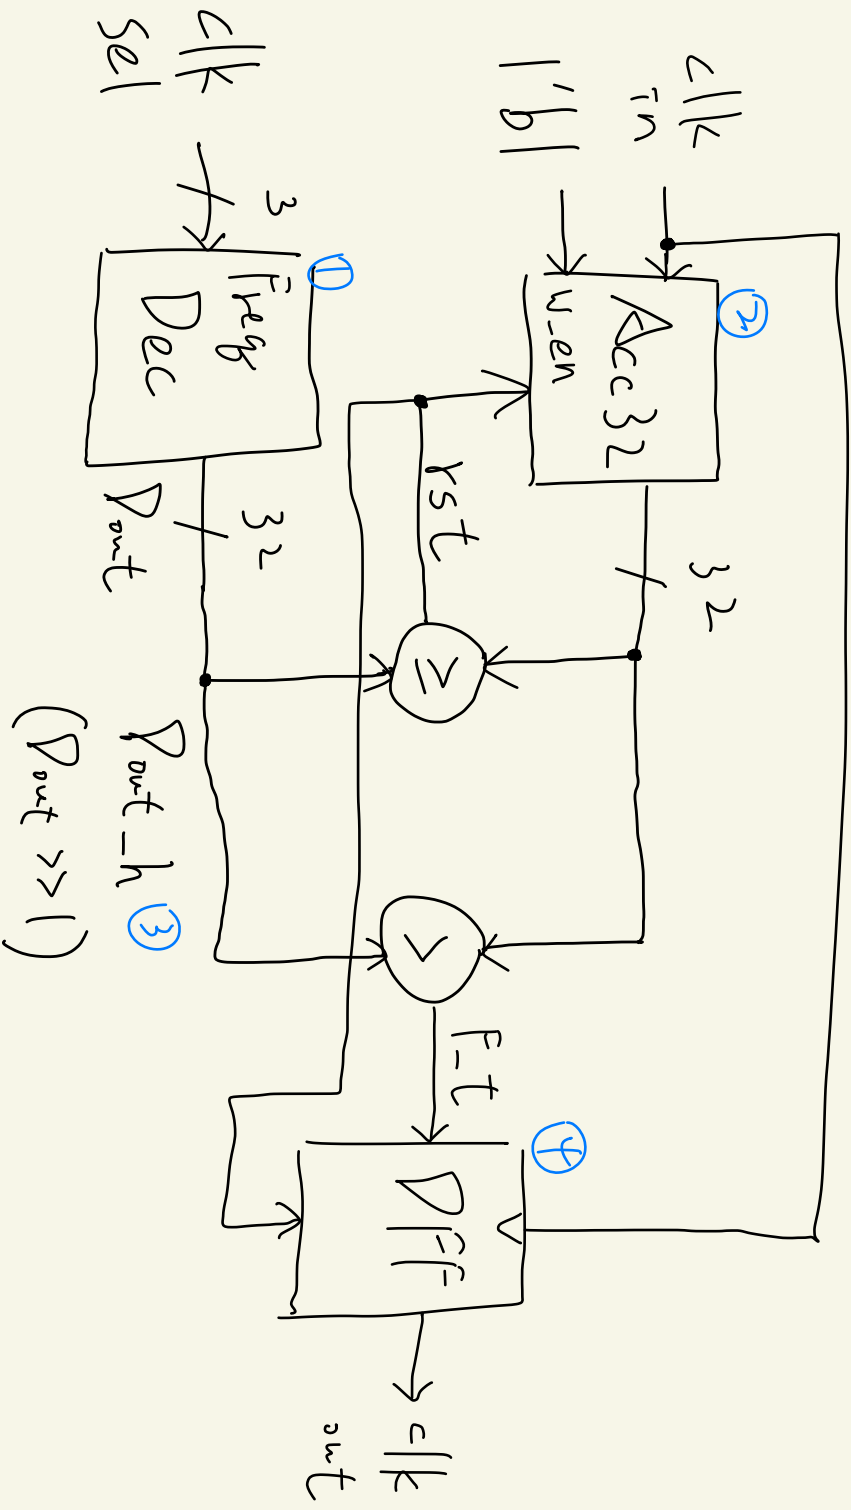 clk
in
1'b1
②
Acc32
w_en
32
rst
≥
clk
sel
3
①
Freq
Dec
32
Dout
Dout_h ③
(Dout >> 1)
>
F_t
④
DFF
clk
out